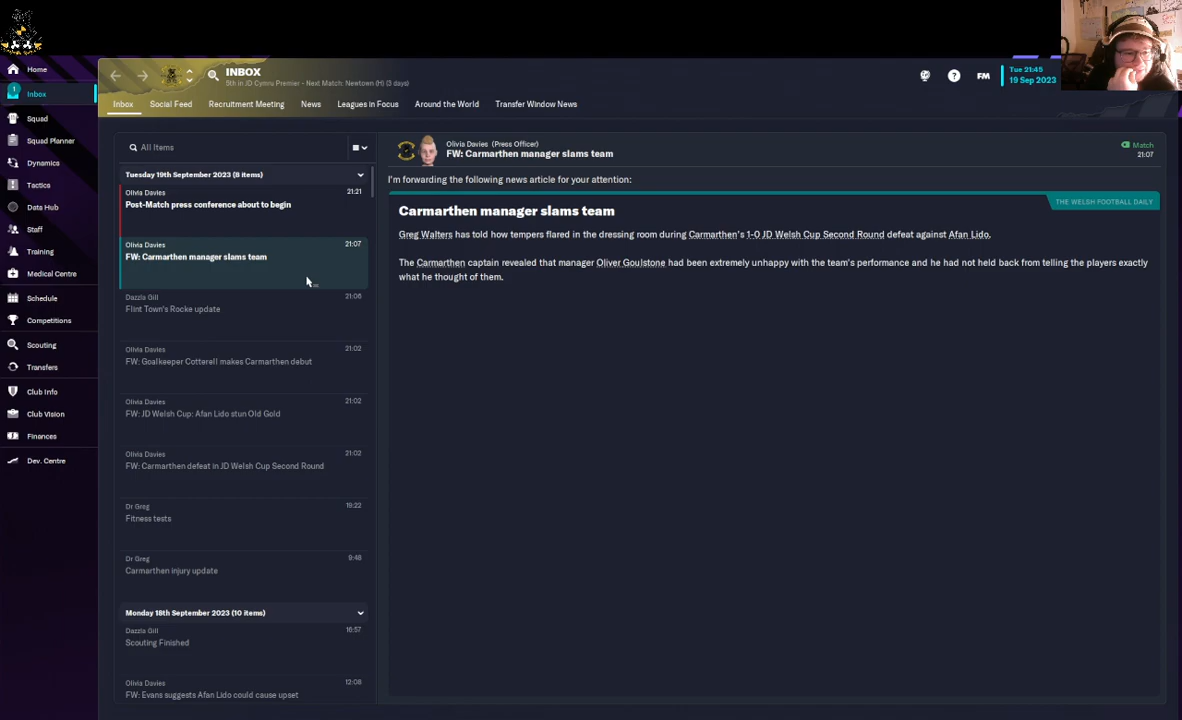 Home
1
Inbox
Squad
Squad Planner
Dynamics
Tactics
Data Hub
Staff
Training
Medical Centre
Schedule
Competitions
Scouting
Transfers
Club Info
Club Vision
Finances
Dev. Centre
INBOX
9th in JD Cymru Premier - Next Match: Newtown (H) (3 days)
?
FM
Tue 21:45
19 Sep 2023
Inbox
Social Feed
Recruitment Meeting
News
Leagues in Focus
Around the World
Transfer Window News
All Items
Tuesday 19th September 2023 (8 items)
Olivia Davies 21:21
Post-Match press conference about to begin
Olivia Davies 21:07
FW: Carmarthen manager slams team
Dazzla Gill 21:06
Flint Town's Rocke update
Olivia Davies 21:02
FW: Goalkeeper Cotterell makes Carmarthen debut
Olivia Davies 21:02
FW: JD Welsh Cup: Afan Lido stun Old Gold
Olivia Davies 21:02
FW: Carmarthen defeat in JD Welsh Cup Second Round
Dr Greg 19:22
Fitness tests
Dr Greg 9:48
Carmarthen injury update
Monday 18th September 2023 (10 items)
Dazzla Gill 16:57
Scouting Finished
Olivia Davies 12:08
FW: Evans suggests Afan Lido could cause upset
Olivia Davies (Press Officer)
FW: Carmarthen manager slams team
Match
21:07
I'm forwarding the following news article for your attention:
THE WELSH FOOTBALL DAILY
Carmarthen manager slams team
Greg Walters has told how tempers flared in the dressing room during Carmarthen's 1-0 JD Welsh Cup Second Round defeat against Afan Lido.
The Carmarthen captain revealed that manager Oliver Goulstone had been extremely unhappy with the team's performance and he had not held back from telling the players exactly
what he thought of them.